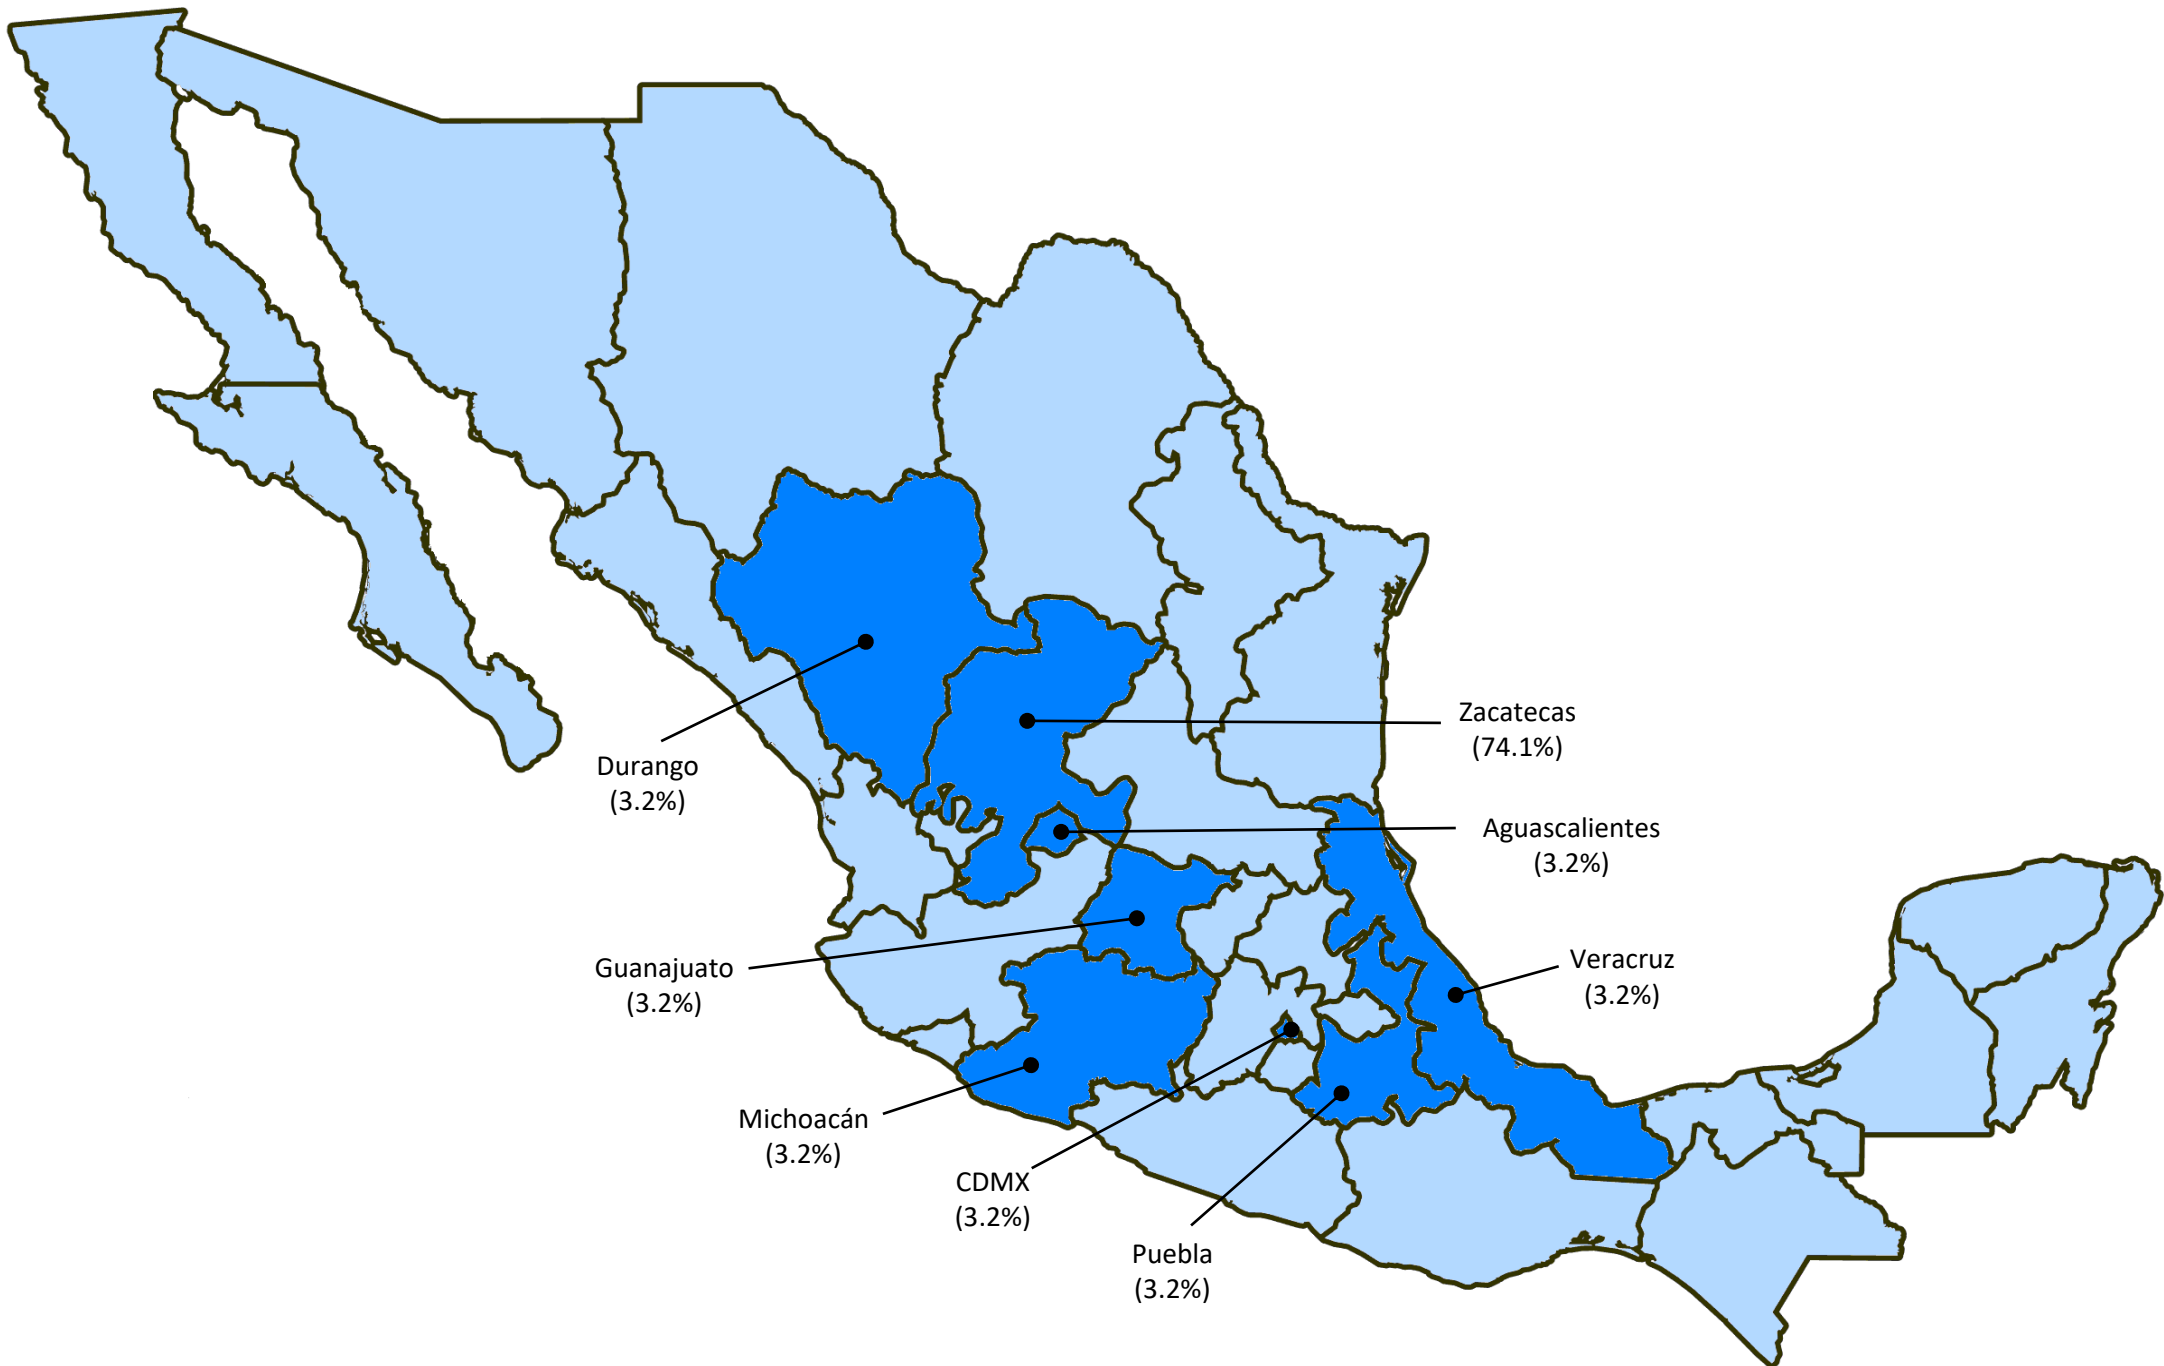 Zacatecas
(74.1%)
Durango
(3.2%)
Aguascalientes
(3.2%)
Guanajuato
(3.2%)
Veracruz
(3.2%)
Michoacán
(3.2%)
CDMX
(3.2%)
Puebla
(3.2%)